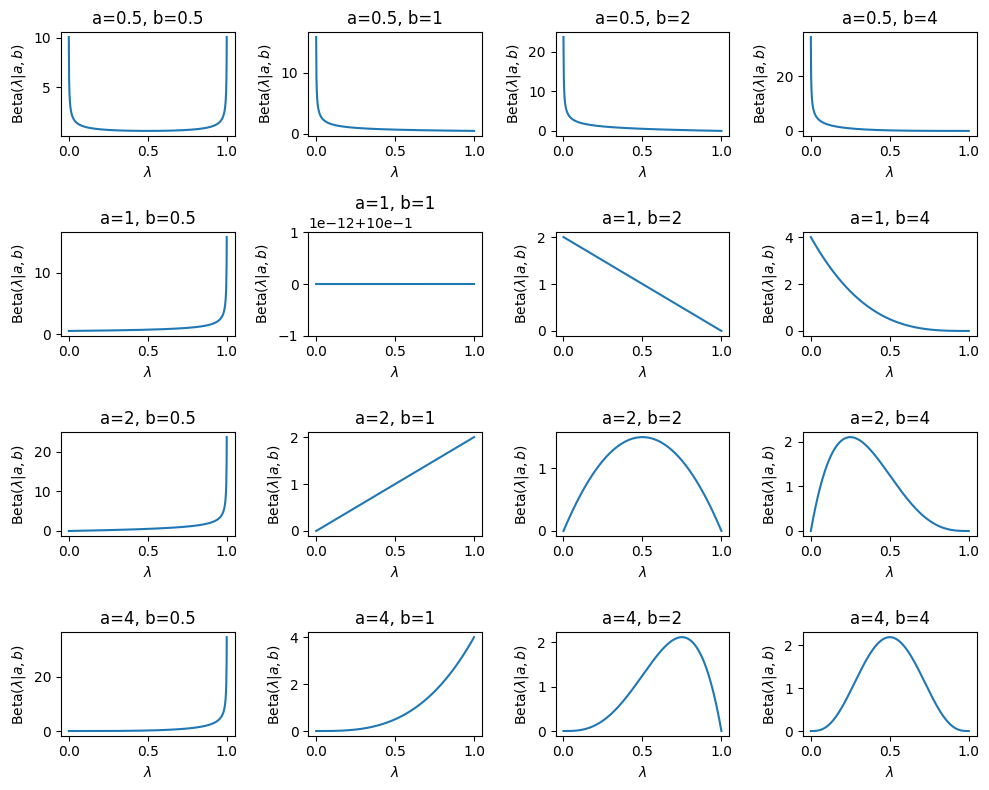 a=0.5, b=0.5
Beta(λ|a, b)
10
5
0.0 0.5 1.0
λ
a=0.5, b=1
Beta(λ|a, b)
10
0
0.0 0.5 1.0
λ
a=0.5, b=2
Beta(λ|a, b)
20
10
0
0.0 0.5 1.0
λ
a=0.5, b=4
Beta(λ|a, b)
20
0
0.0 0.5 1.0
λ
a=1, b=0.5
Beta(λ|a, b)
10
0
0.0 0.5 1.0
λ
a=1, b=1
1e−12+10e−1
Beta(λ|a, b)
1
0
−1
0.0 0.5 1.0
λ
a=1, b=2
Beta(λ|a, b)
2
1
0
0.0 0.5 1.0
λ
a=1, b=4
Beta(λ|a, b)
4
2
0
0.0 0.5 1.0
λ
a=2, b=0.5
Beta(λ|a, b)
20
10
0
0.0 0.5 1.0
λ
a=2, b=1
Beta(λ|a, b)
2
1
0
0.0 0.5 1.0
λ
a=2, b=2
Beta(λ|a, b)
1
0
0.0 0.5 1.0
λ
a=2, b=4
Beta(λ|a, b)
2
1
0
0.0 0.5 1.0
λ
a=4, b=0.5
Beta(λ|a, b)
20
0
0.0 0.5 1.0
λ
a=4, b=1
Beta(λ|a, b)
4
2
0
0.0 0.5 1.0
λ
a=4, b=2
Beta(λ|a, b)
2
1
0
0.0 0.5 1.0
λ
a=4, b=4
Beta(λ|a, b)
2
1
0
0.0 0.5 1.0
λ